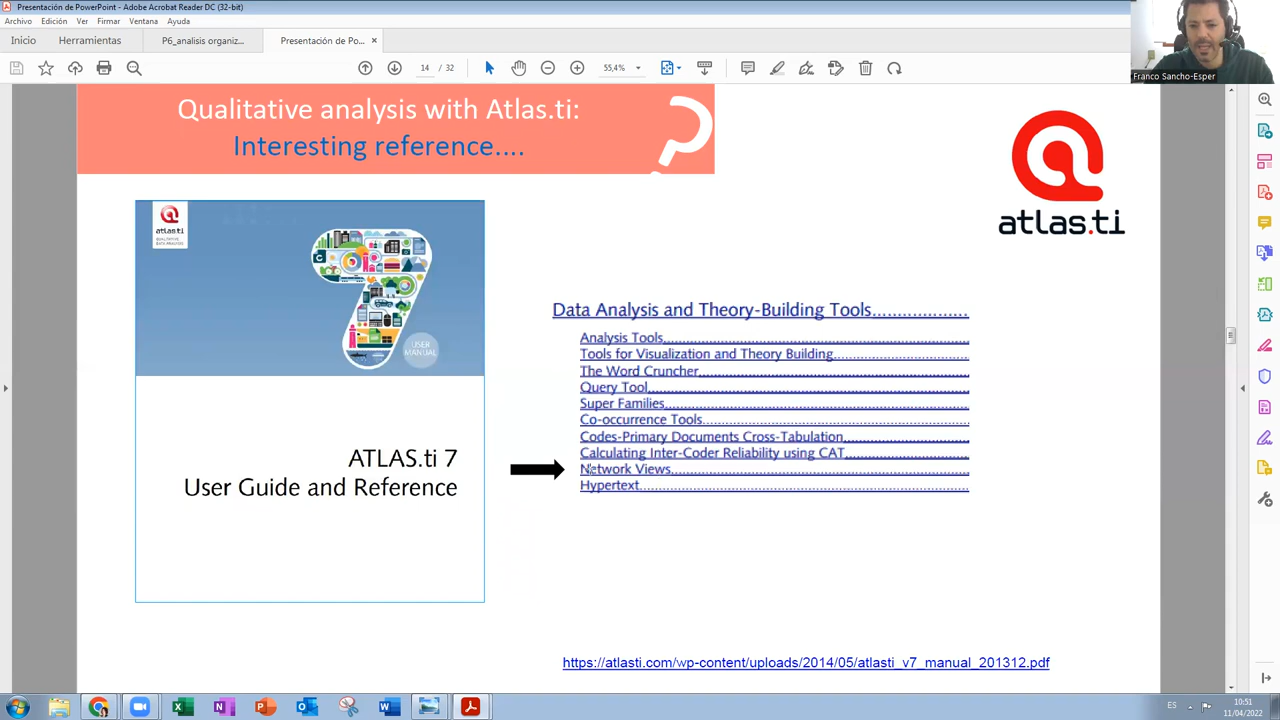 Presentación de PowerPoint - Adobe Acrobat Reader DC (32-bit)
Archivo Edición Ver Firmar Ventana Ayuda
Inicio Herramientas P6_analisis organiz... Presentación de Po...
14 / 32 55,4%
Franco Sancho-Esper
Qualitative analysis with Atlas.ti:
Interesting reference....
atlas.ti
atlas.ti
QUALITATIVE
DATA ANALYSIS
USER
MANUAL
ATLAS.ti 7
User Guide and Reference
Data Analysis and Theory-Building Tools
Analysis Tools
Tools for Visualization and Theory Building
The Word Cruncher
Query Tool
Super Families
Co-occurrence Tools
Codes-Primary Documents Cross-Tabulation
Calculating Inter-Coder Reliability using CAT
Network Views
Hypertext
https://atlasti.com/wp-content/uploads/2014/05/atlasti_v7_manual_201312.pdf
ES
10:51
11/04/2022